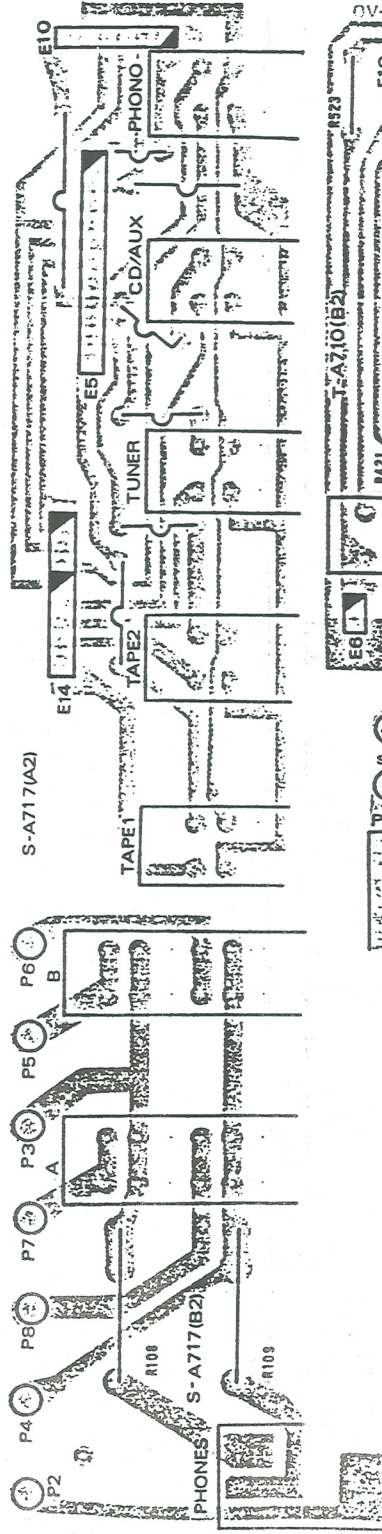 E10
PHONO
CD/AUX
E5
TUNER
TAPE2
E14
S-A717(A2)
TAPE1
P6
B
P5
P3
A
P7
P8
P4
P2
R108
S-A717(B2)
R109
PHONES
R523
T-A710(B2)
E6